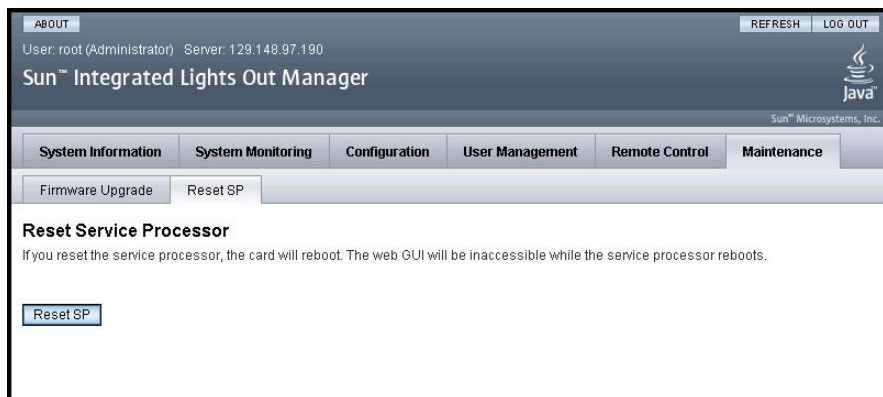 ABOUT REFRESH LOG OUT
User: root (Administrator) Server: 129.148.97.190
Sun™ Integrated Lights Out Manager
Java™
Sun™ Microsystems, Inc.
System Information System Monitoring Configuration User Management Remote Control Maintenance
Firmware Upgrade Reset SP
Reset Service Processor
If you reset the service processor, the card will reboot. The web GUI will be inaccessible while the service processor reboots.
Reset SP